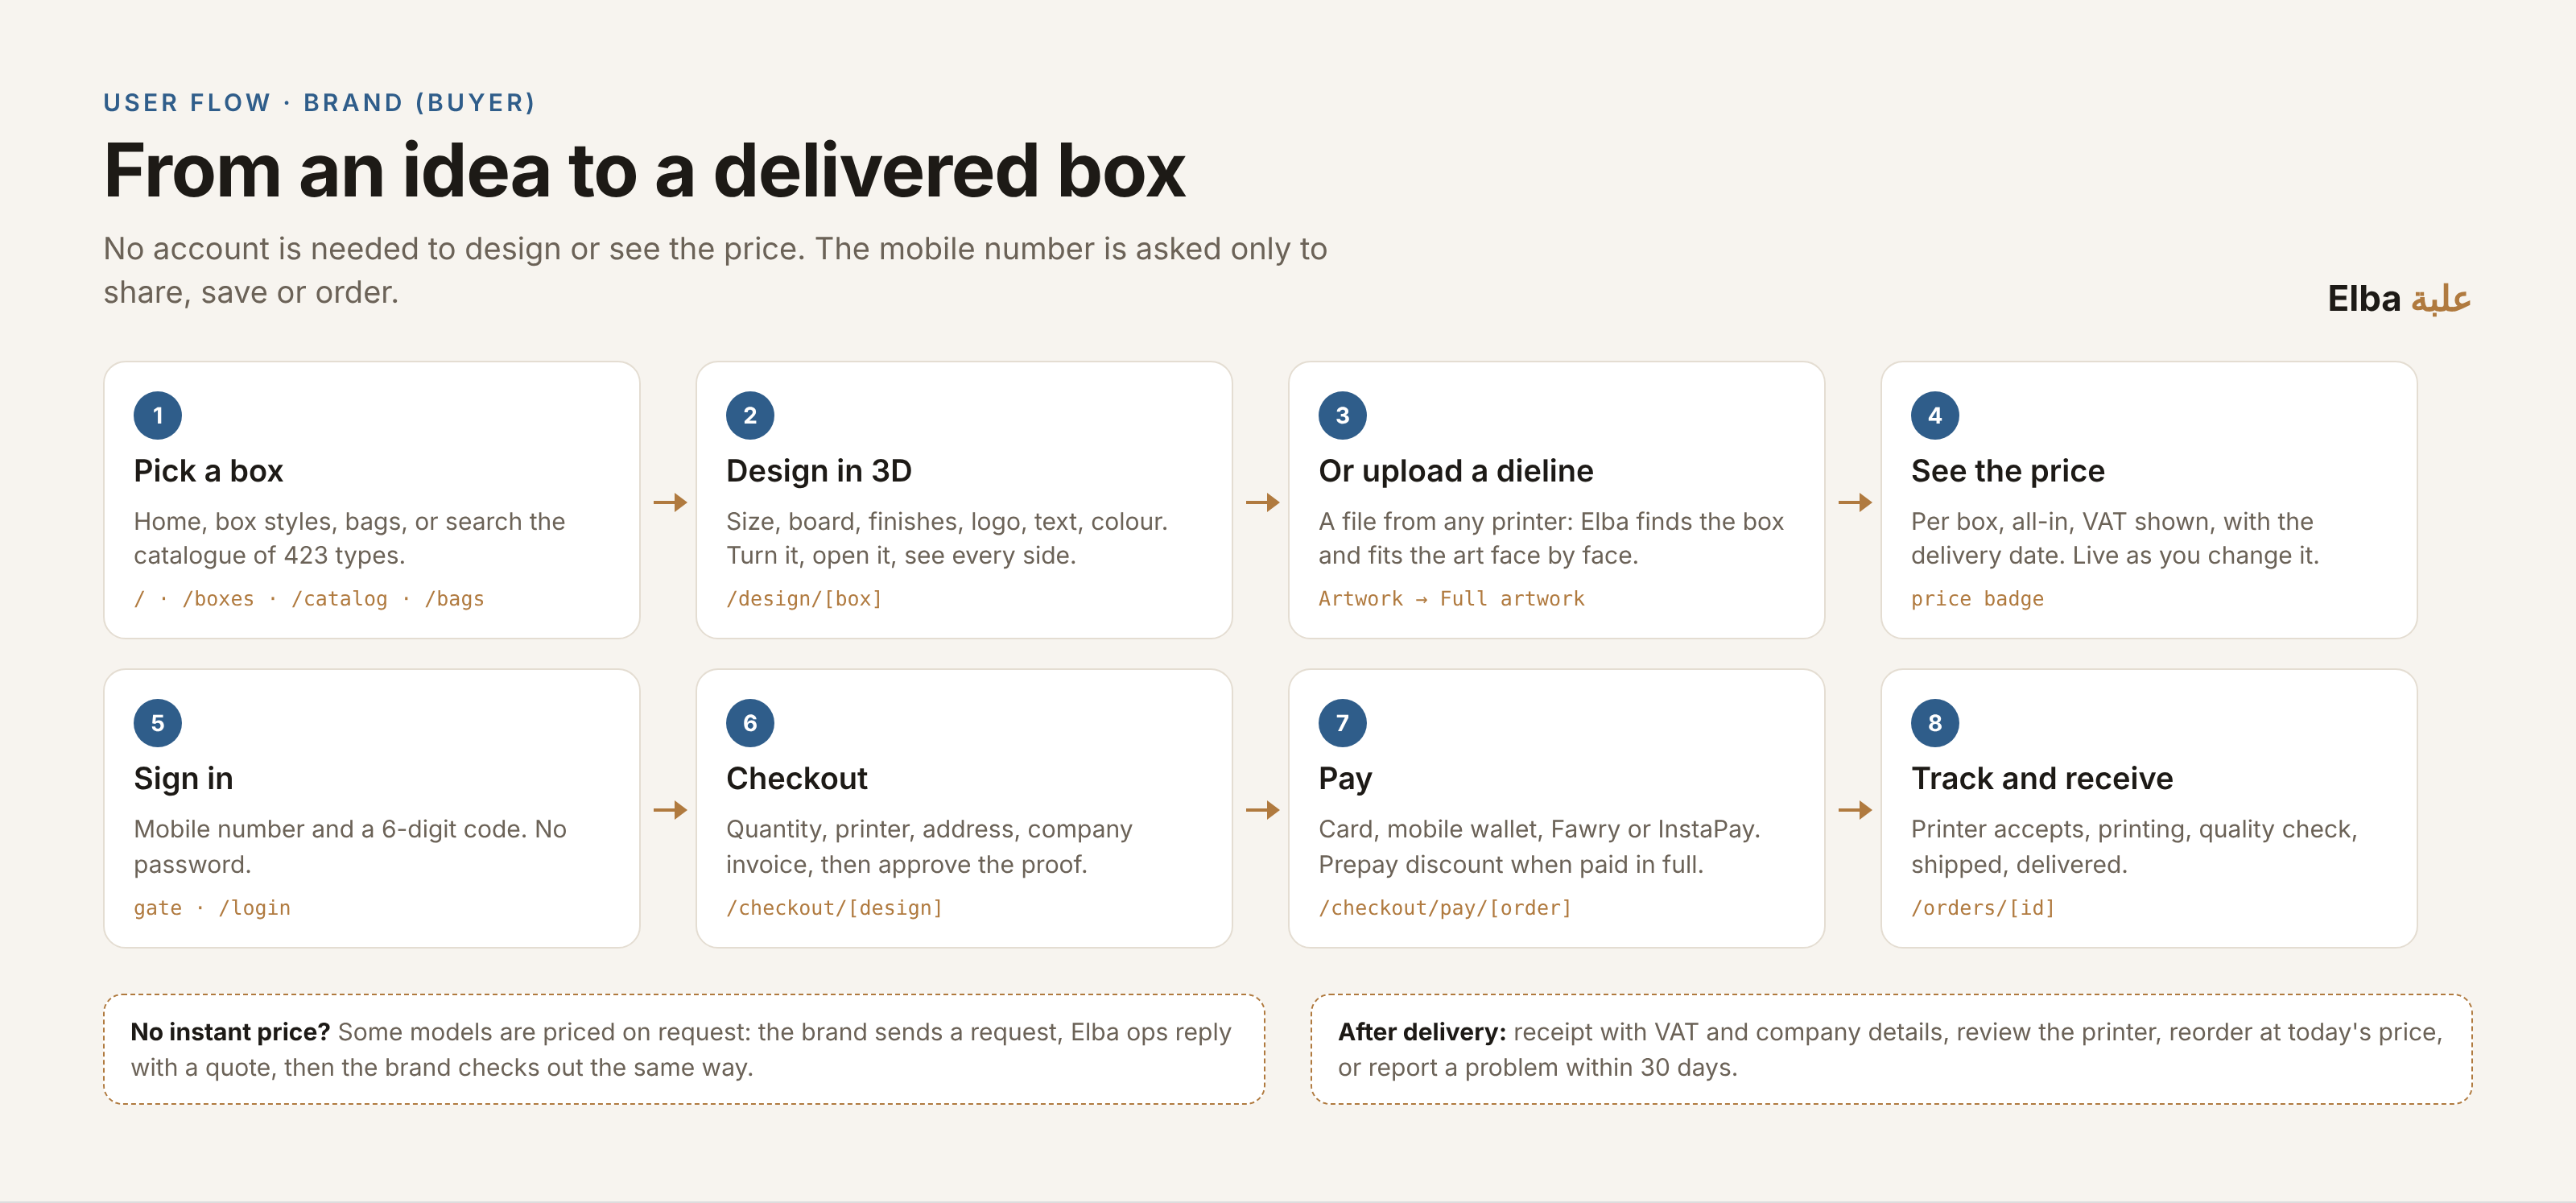 USER FLOW · BRAND (BUYER)
From an idea to a delivered box
No account is needed to design or see the price. The mobile number is asked only to
share, save or order.
Elba علبة
1
Pick a box
Home, box styles, bags, or search the
catalogue of 423 types.
/ · /boxes · /catalog · /bags
2
Design in 3D
Size, board, finishes, logo, text, colour.
Turn it, open it, see every side.
/design/[box]
3
Or upload a dieline
A file from any printer: Elba finds the box
and fits the art face by face.
Artwork → Full artwork
4
See the price
Per box, all-in, VAT shown, with the
delivery date. Live as you change it.
price badge
5
Sign in
Mobile number and a 6-digit code. No
password.
gate · /login
6
Checkout
Quantity, printer, address, company
invoice, then approve the proof.
/checkout/[design]
7
Pay
Card, mobile wallet, Fawry or InstaPay.
Prepay discount when paid in full.
/checkout/pay/[order]
8
Track and receive
Printer accepts, printing, quality check,
shipped, delivered.
/orders/[id]
No instant price? Some models are priced on request: the brand sends a request, Elba ops reply
with a quote, then the brand checks out the same way.
After delivery: receipt with VAT and company details, review the printer, reorder at today's price,
or report a problem within 30 days.